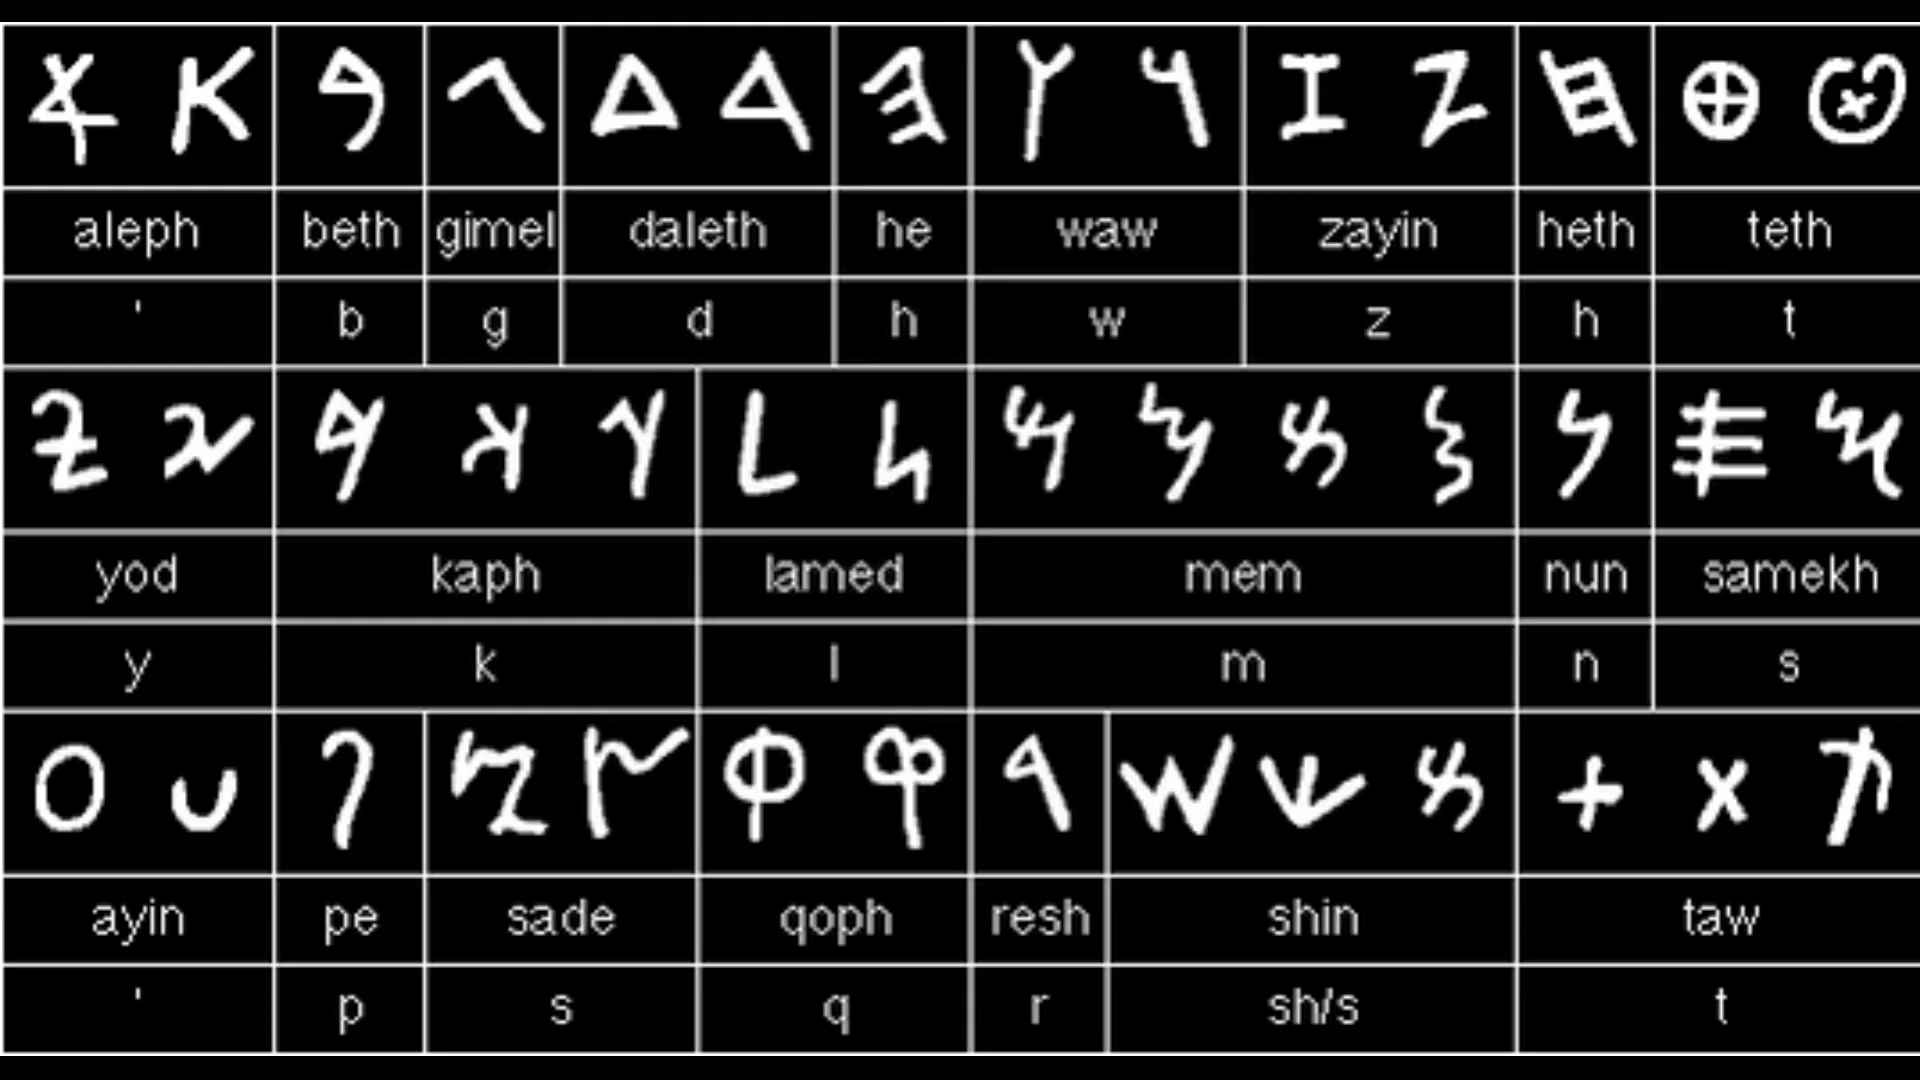 𐤀 𐤀 𐤁 𐤂 𐤃 𐤃 𐤄 𐤅 𐤅 𐤆 𐤆 𐤇 𐤈 𐤈
aleph beth gimel daleth he waw zayin heth teth
' b g d h w z h t
𐤉 𐤉 𐤊 𐤊 𐤊 𐤋 𐤋 𐤌 𐤌 𐤌 𐤌 𐤍 𐤎 𐤎
yod kaph lamed mem nun samekh
y k l m n s
𐤏 𐤏 𐤐 𐤑 𐤑 𐤒 𐤒 𐤓 𐤔 𐤔 𐤔 𐤕 𐤕 𐤕
ayin pe sade qoph resh shin taw
' p s q r sh/s t